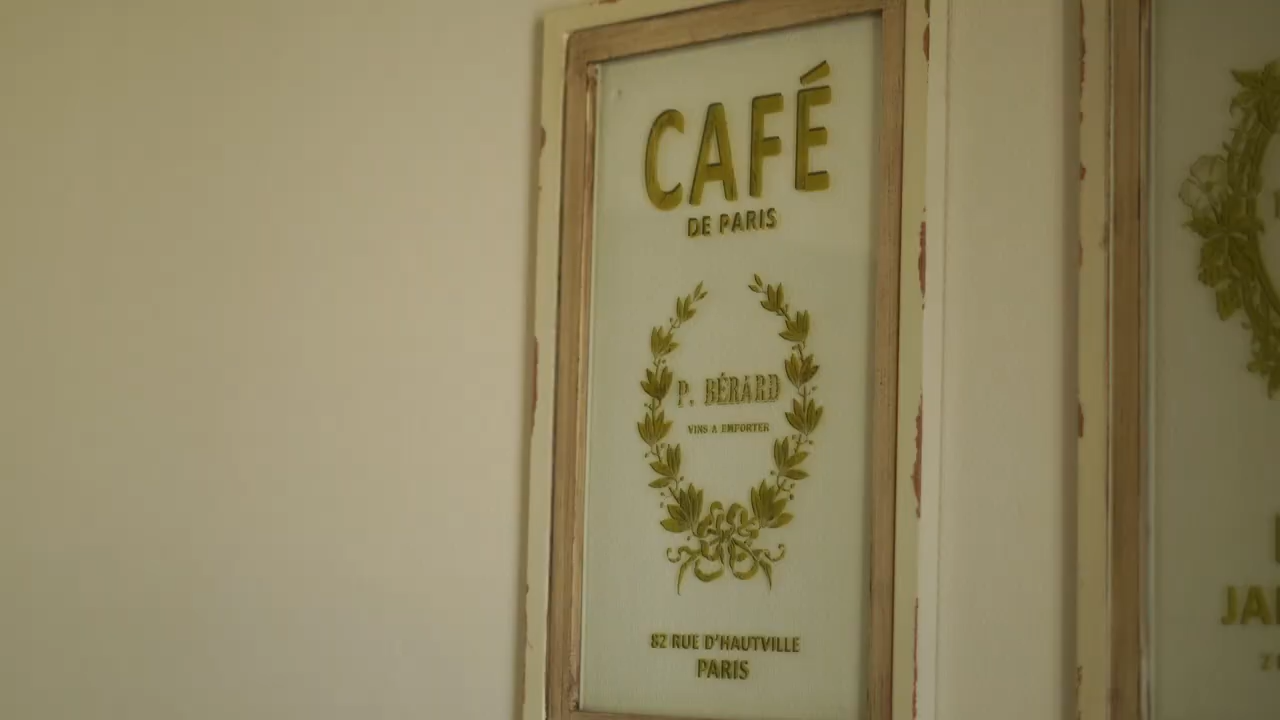 CAFÉ
DE PARIS
P. BÉRARD
VINS A EMPORTER
82 RUE D'HAUTVILLE
PARIS